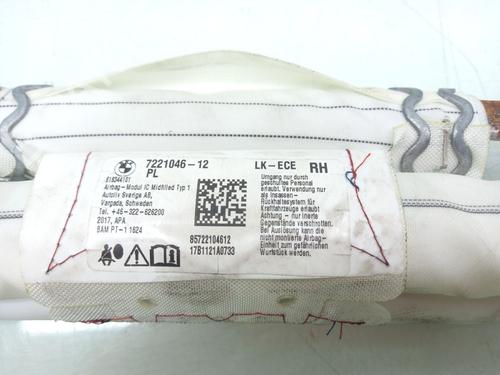 7221046-12
PL
LK-ECE RH
618344101
Airbag-Modul IC Midfilled Typ 1
Autoliv Sverige AB,
Vargada, Schweden
Tel. +46-322-626200
2017, APA
BAM PT-1 1624
85722104612
17B1121A0733
Umgang nur durch
geschultes Personal
erlaubt. Verwendung nur
als Insassen-
Rückhaltesystem für
Kraftfahrzeuge erlaubt
Achtung - nur inerte
Gegenstände verschrotten.
Bei Auslösung kann die
nicht montierte Airbag-
Einheit zum gefährlichen
Wurfstück werden.